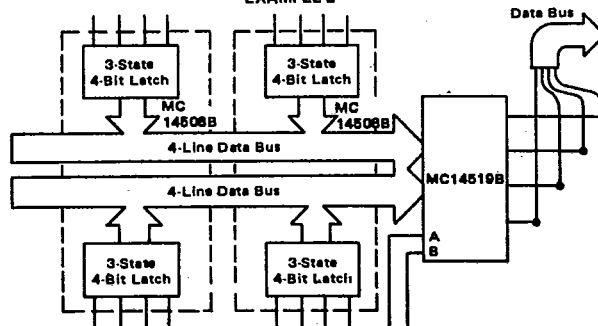 Data Bus
3-State
4-Bit Latch
3-State
4-Bit Latch
MC
14508B
MC
14508B
4-Line Data Bus
4-Line Data Bus
MC14519B
A
B
3-State
4-Bit Latch
3-State
4-Bit Latch